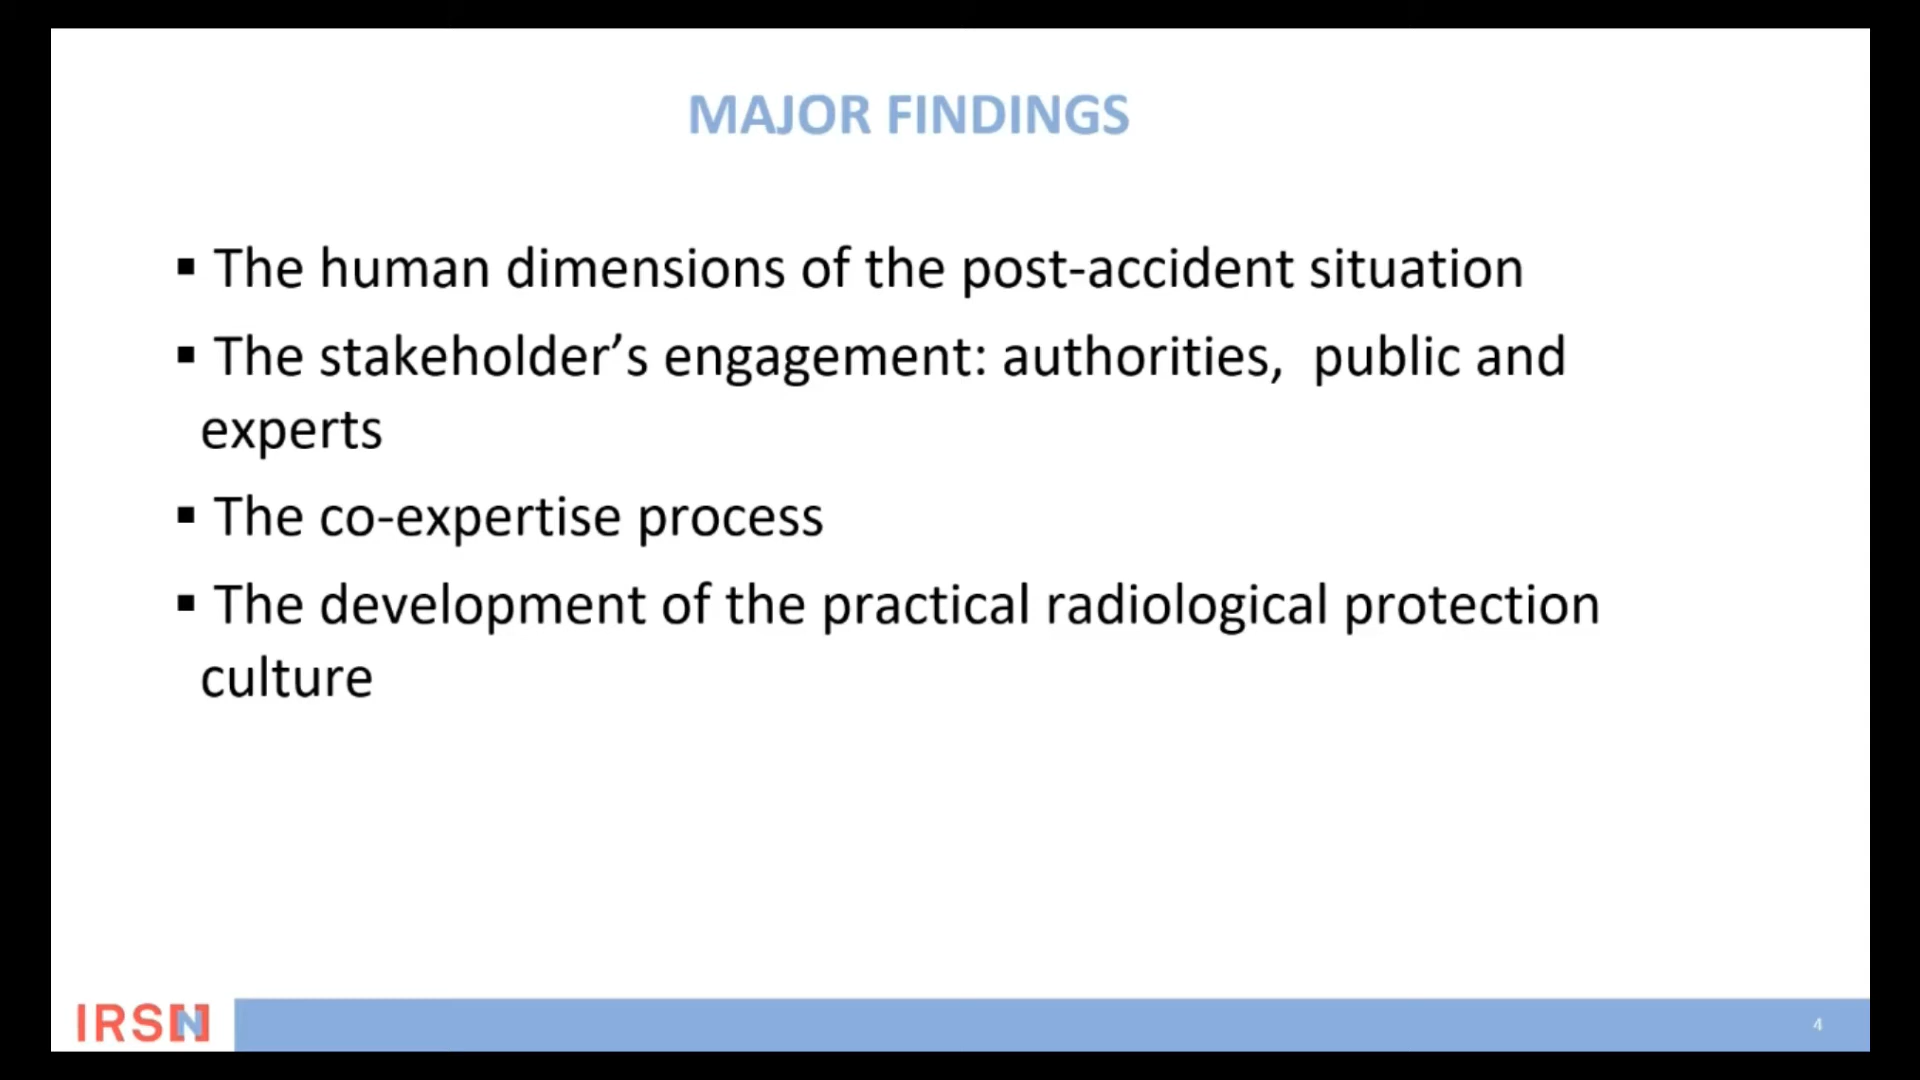 MAJOR FINDINGS
▪ The human dimensions of the post-accident situation
▪ The stakeholder’s engagement: authorities,  public and
experts
▪ The co-expertise process
▪ The development of the practical radiological protection
culture
IRSN
4